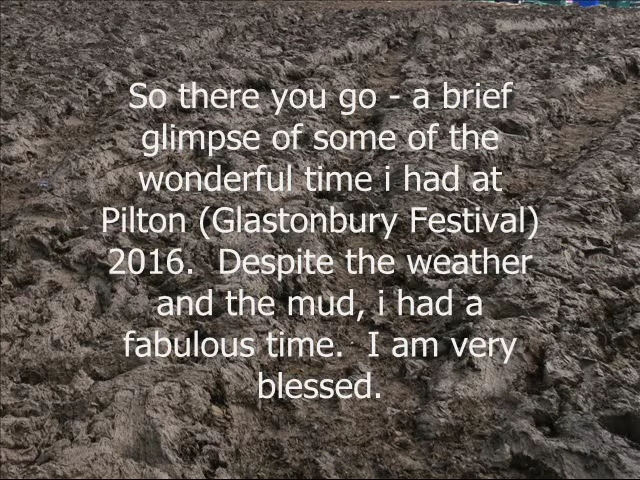 So there you go - a brief
glimpse of some of the
wonderful time i had at
Pilton (Glastonbury Festival)
2016.  Despite the weather
and the mud, i had a
fabulous time.  I am very
blessed.